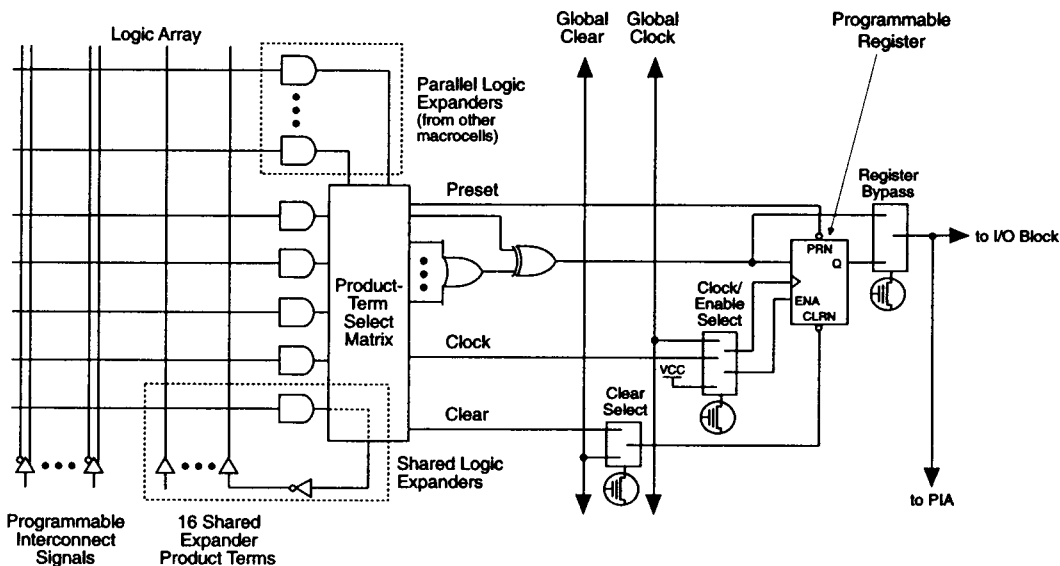 Logic Array
Parallel Logic
Expanders
(from other
macrocells)
Global
Clear
Global
Clock
Programmable
Register
Preset
Register
Bypass
to I/O Block
PRN
Q
ENA
CLRN
Product-
Term
Select
Matrix
Clock/
Enable
Select
Clock
VCC
Clear
Select
Clear
Shared Logic
Expanders
to PIA
Programmable
Interconnect
Signals
16 Shared
Expander
Product Terms